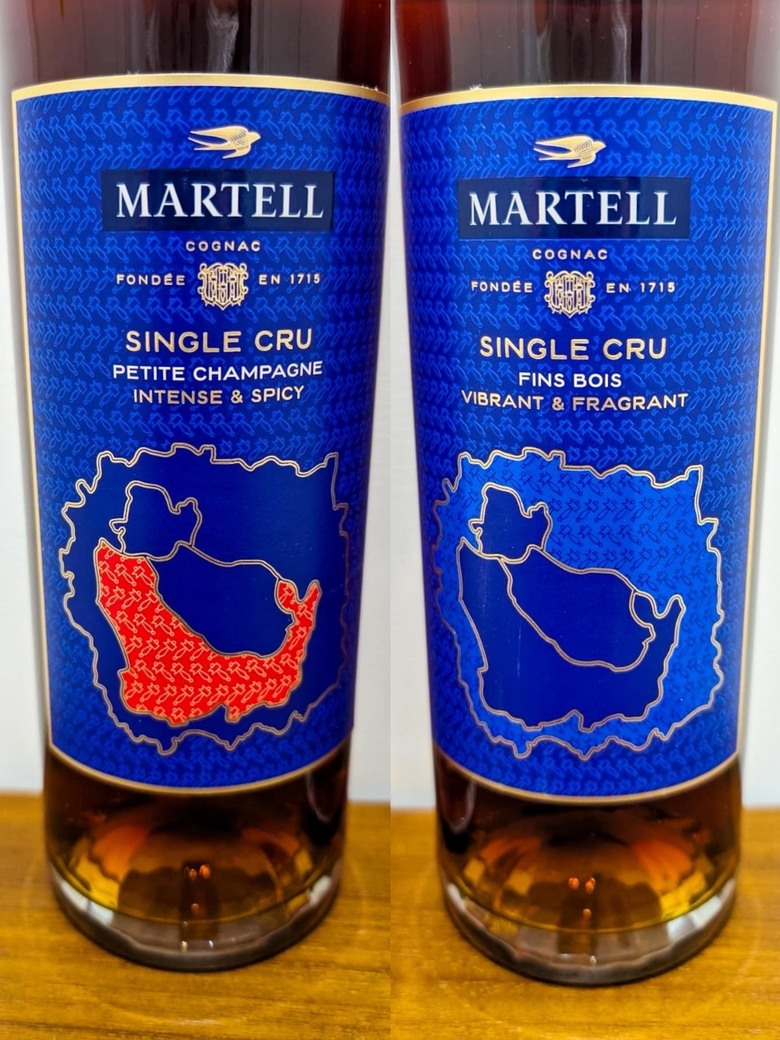 MARTELL
COGNAC
FONDÉE EN 1715
SINGLE CRU
PETITE CHAMPAGNE
INTENSE & SPICY
MARTELL
COGNAC
FONDÉE EN 1715
SINGLE CRU
FINS BOIS
VIBRANT & FRAGRANT